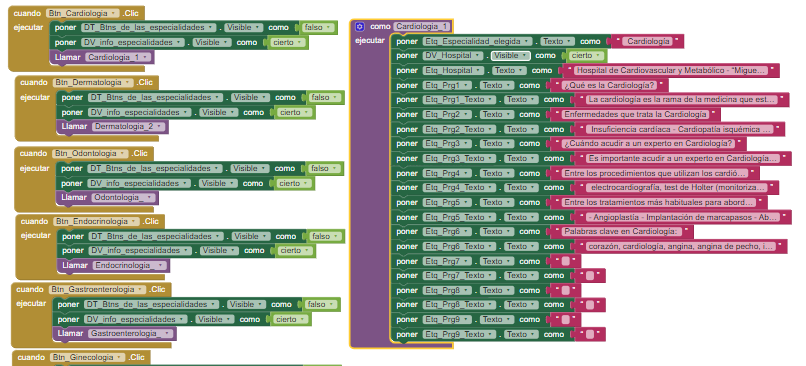 cuando Btn_Cardiologia .Clic
ejecutar poner DT_Btns_de_las_especialidades . Visible como falso
poner DV_info_especialidades . Visible como cierto
Llamar Cardiologia_1
cuando Btn_Dermatologia .Clic
ejecutar poner DT_Btns_de_las_especialidades . Visible como falso
poner DV_info_especialidades . Visible como cierto
Llamar Dermatologia_2
cuando Btn_Odontologia .Clic
ejecutar poner DT_Btns_de_las_especialidades . Visible como falso
poner DV_info_especialidades . Visible como cierto
Llamar Odontologia_
cuando Btn_Endocrinologia .Clic
ejecutar poner DT_Btns_de_las_especialidades . Visible como falso
poner DV_info_especialidades . Visible como cierto
Llamar Endocrinologia_
cuando Btn_Gastroenterologia .Clic
ejecutar poner DT_Btns_de_las_especialidades . Visible como falso
poner DV_info_especialidades . Visible como cierto
Llamar Gastroenterologia_
cuando Btn_Ginecologia .Clic
como Cardiologia_1
ejecutar poner Etq_Especialidad_elegida . Texto como " Cardiología "
poner DV_Hospital . Visible como cierto
poner Etq_Hospital . Texto como " Hospital de Cardiovascular y Metabólico - "Migue... "
poner Etq_Prg1 . Texto como " ¿Qué es la Cardiología? "
poner Etq_Prg1_Texto . Texto como " La cardiología es la rama de la medicina que est... "
poner Etq_Prg2 . Texto como " Enfermedades que trata la Cardiología "
poner Etq_Prg2_Texto . Texto como " Insuficiencia cardíaca - Cardiopatía isquémica ... "
poner Etq_Prg3 . Texto como " ¿Cuándo acudir a un experto en Cardiología? "
poner Etq_Prg3_Texto . Texto como " Es importante acudir a un experto en Cardiología... "
poner Etq_Prg4 . Texto como " Entre los procedimientos que utilizan los cardió... "
poner Etq_Prg4_Texto . Texto como " electrocardiografía, test de Holter (monitoriza... "
poner Etq_Prg5 . Texto como " Entre los tratamientos más habituales para abord... "
poner Etq_Prg5_Texto . Texto como " - Angioplastia - Implantación de marcapasos - Ab... "
poner Etq_Prg6 . Texto como " Palabras clave en Cardiología: "
poner Etq_Prg6_Texto . Texto como " corazón, cardiología, angina, angina de pecho, i... "
poner Etq_Prg7 . Texto como " "
poner Etq_Prg7_Texto . Texto como " "
poner Etq_Prg8 . Texto como " "
poner Etq_Prg8_Texto . Texto como " "
poner Etq_Prg9 . Texto como " "
poner Etq_Prg9_Texto . Texto como " "